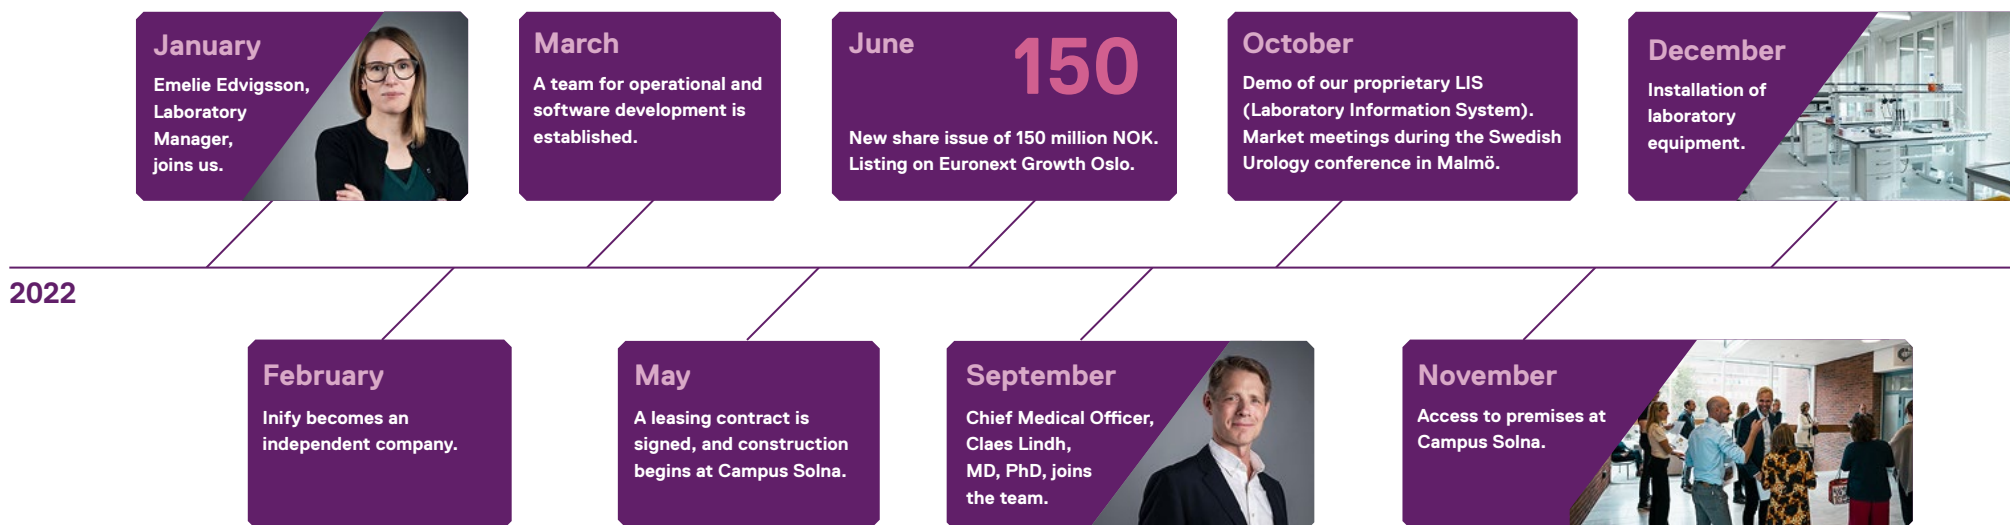 January
Emelie Edvigsson,
Laboratory
Manager,
joins us.
March
A team for operational and
software development is
established.
June
150
New share issue of 150 million NOK.
Listing on Euronext Growth Oslo.
October
Demo of our proprietary LIS
(Laboratory Information System).
Market meetings during the Swedish
Urology conference in Malmö.
December
Installation of
laboratory
equipment.
2022
February
Inify becomes an
independent company.
May
A leasing contract is
signed, and construction
begins at Campus Solna.
September
Chief Medical Officer,
Claes Lindh,
MD, PhD, joins
the team.
November
Access to premises at
Campus Solna.